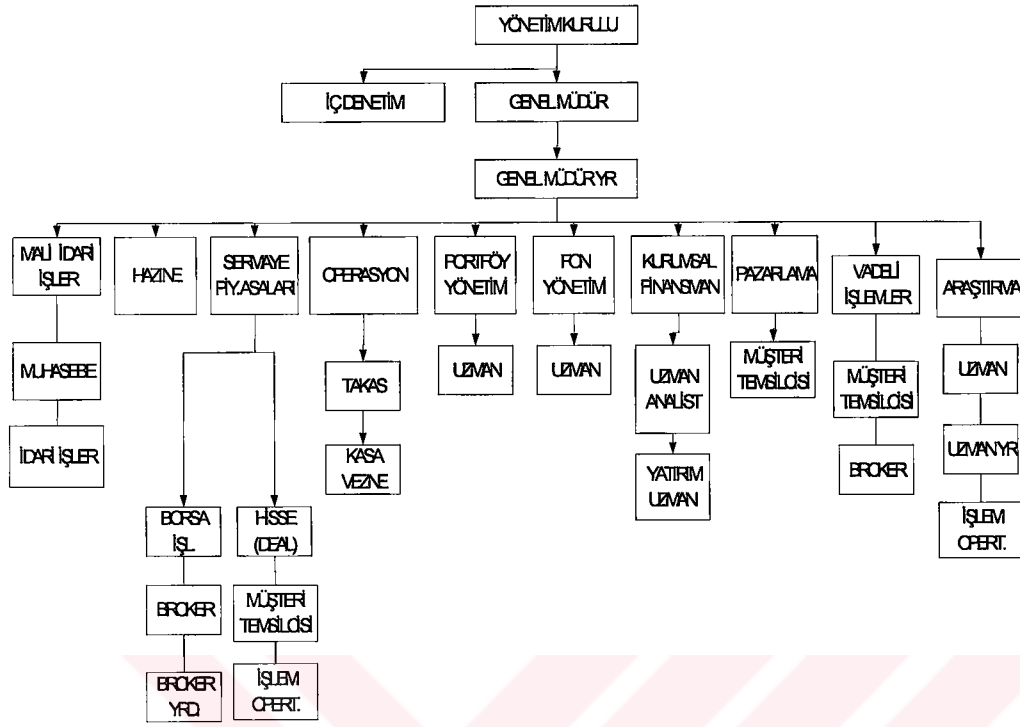 YÖNETİM KURULU
İÇ DENETİM
GENEL MÜDÜR
GENEL MÜDÜR YR
MALİ İDARİ
İŞLER
HAZINE
SERMAYE
PİY.ASALARI
OPERASYON
PORTFÖY
YÖNETİMİ
FON
YÖNETİMİ
KURUMSAL
FİNANSMAN
PAZARLAMA
VADELİ
İŞLEMLER
ARAŞTIRMA
MUHASEBE
İDARİ İŞLER
TAKAS
KASA
VEZNE
UZMAN
UZMAN
UZMAN
ANALİST
YATIRIM
UZMAN
MÜŞTERİ
TEMSİLCİSİ
MÜŞTERİ
TEMSİLCİSİ
BROKER
UZMAN
UZMAN YR
İŞLEM
OPERT.
BORSA
İŞL.
BROKER
BROKER
YRD.
HİSSE
(DEAL)
MÜŞTERİ
TEMSİLCİSİ
İŞLEM
OPERT.